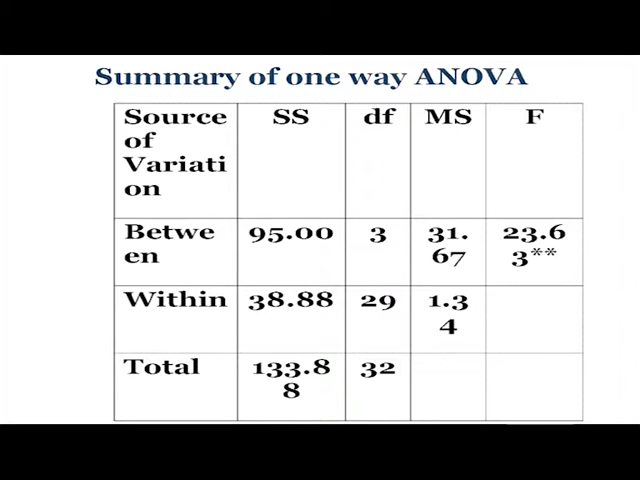 Summary of one way ANOVA
Source SS df MS F
of
Variati
on
Betwe 95.00 3 31. 23.6
en 67 3**
Within 38.88 29 1.3
4
Total 133.8 32
8